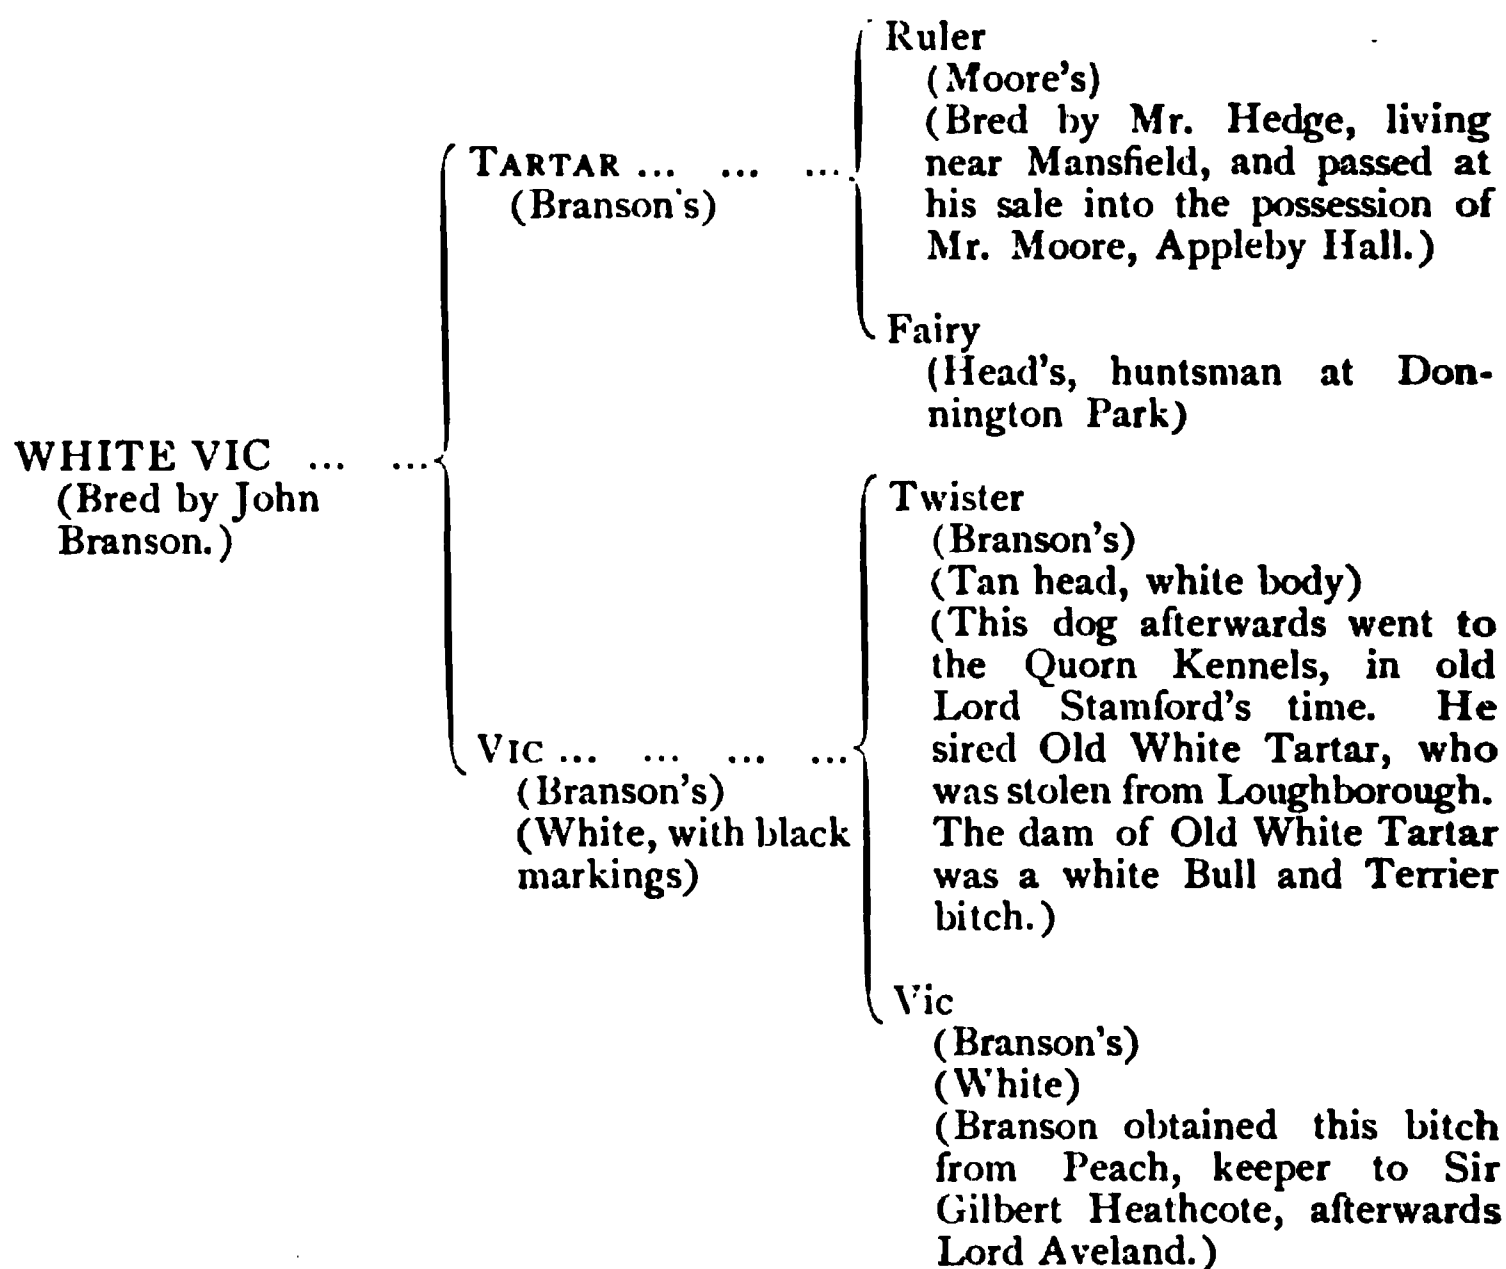 Ruler
(Moore's)
(Bred by Mr. Hedge, living
near Mansfield, and passed at
his sale into the possession of
Mr. Moore, Appleby Hall.)
TARTAR ... ... ...
(Branson's)
Fairy
(Head's, huntsman at Don-
nington Park)
WHITE VIC ... ...
(Bred by John
Branson.)
Twister
(Branson's)
(Tan head, white body)
(This dog afterwards went to
the Quorn Kennels, in old
Lord Stamford's time. He
sired Old White Tartar, who
was stolen from Loughborough.
The dam of Old White Tartar
was a white Bull and Terrier
bitch.)
VIC ... ... ... ...
(Branson's)
(White, with black
markings)
Vic
(Branson's)
(White)
(Branson obtained this bitch
from Peach, keeper to Sir
Gilbert Heathcote, afterwards
Lord Aveland.)